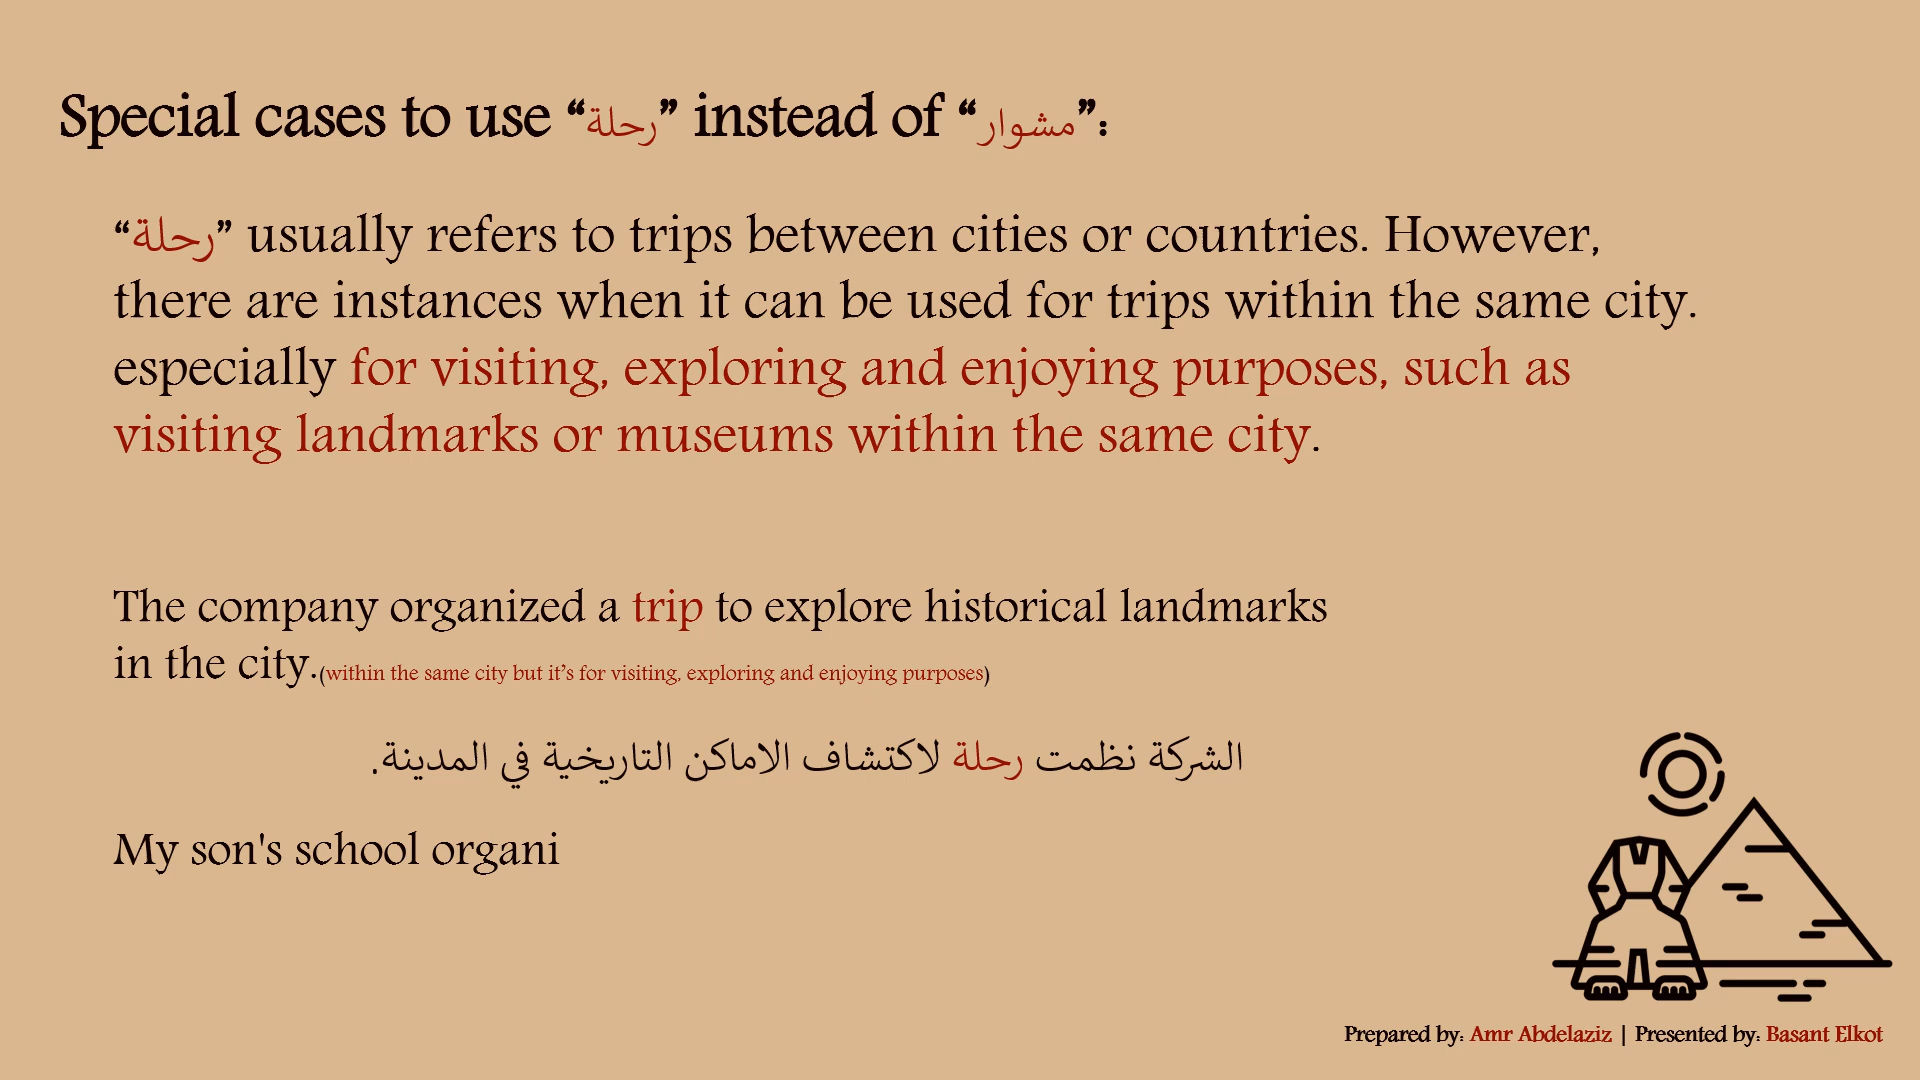 Special cases to use “رحلة” instead of “مشوار”:
“رحلة” usually refers to trips between cities or countries. However,
there are instances when it can be used for trips within the same city.
especially for visiting, exploring and enjoying purposes, such as
visiting landmarks or museums within the same city.
The company organized a trip to explore historical landmarks
in the city.(within the same city but it’s for visiting, exploring and enjoying purposes)
الشركة نظمت رحلة لاكتشاف الاماكن التاريخية في المدينة.
My son's school organi
Prepared by: Amr Abdelaziz | Presented by: Basant Elkot